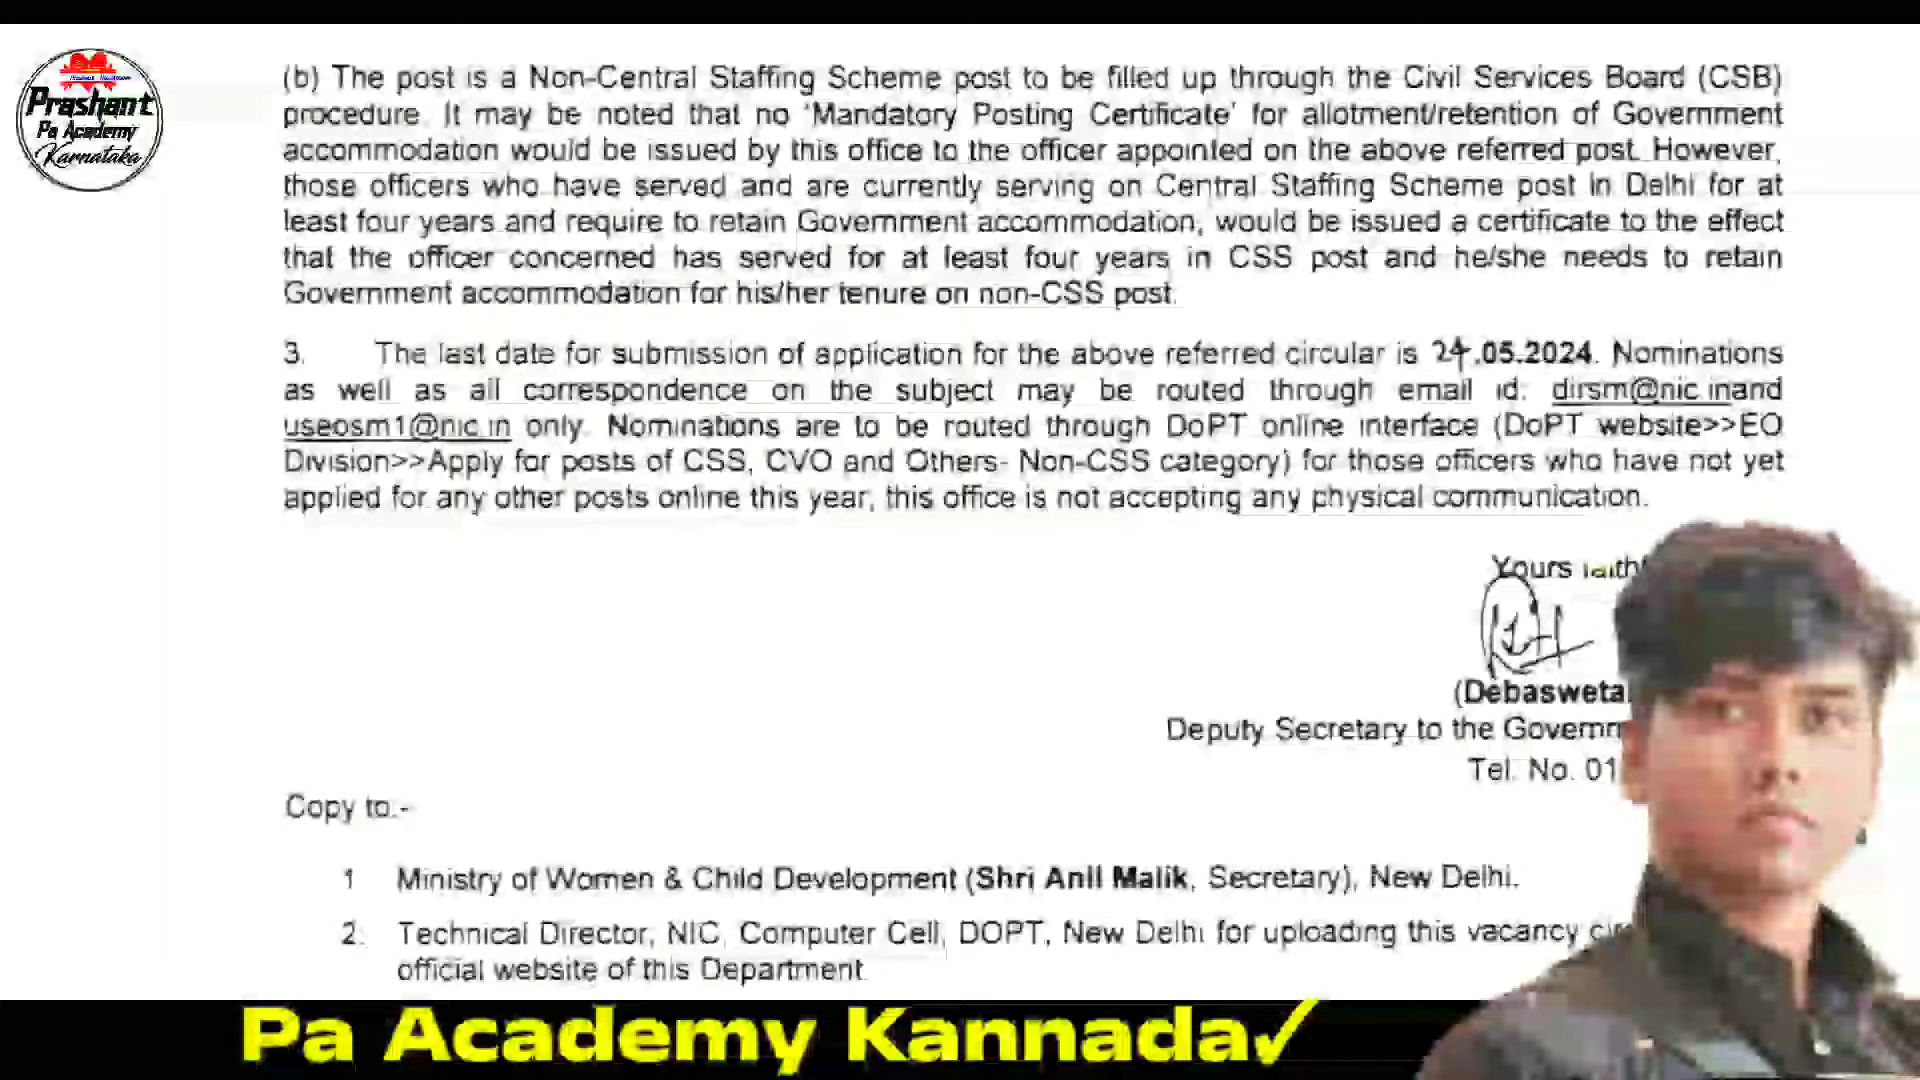 Prashant
Pa Academy
Karnataka
(b) The post is a Non-Central Staffing Scheme post to be filled up through the Civil Services Board (CSB)
procedure. It may be noted that no 'Mandatory Posting Certificate' for allotment/retention of Government
accommodation would be issued by this office to the officer appointed on the above referred post. However,
those officers who have served and are currently serving on Central Staffing Scheme post in Delhi for at
least four years and require to retain Government accommodation, would be issued a certificate to the effect
that the officer concerned has served for at least four years in CSS post and he/she needs to retain
Government accommodation for his/her tenure on non-CSS post.
3. The last date for submission of application for the above referred circular is 24.05.2024. Nominations
as well as all correspondence on the subject may be routed through email id: dirsm@nic.inand
useosm1@nic.in only. Nominations are to be routed through DoPT online interface (DoPT website>>EO
Division>>Apply for posts of CSS, CVO and Others- Non-CSS category) for those officers who have not yet
applied for any other posts online this year, this office is not accepting any physical communication.
Yours faith
(Debasweta
Deputy Secretary to the Governm
Tel. No. 01
Copy to:-
1 Ministry of Women & Child Development (Shri Anil Malik, Secretary), New Delhi.
2. Technical Director, NIC, Computer Cell, DOPT, New Delhi for uploading this vacancy cir
official website of this Department
Pa Academy Kannada✓